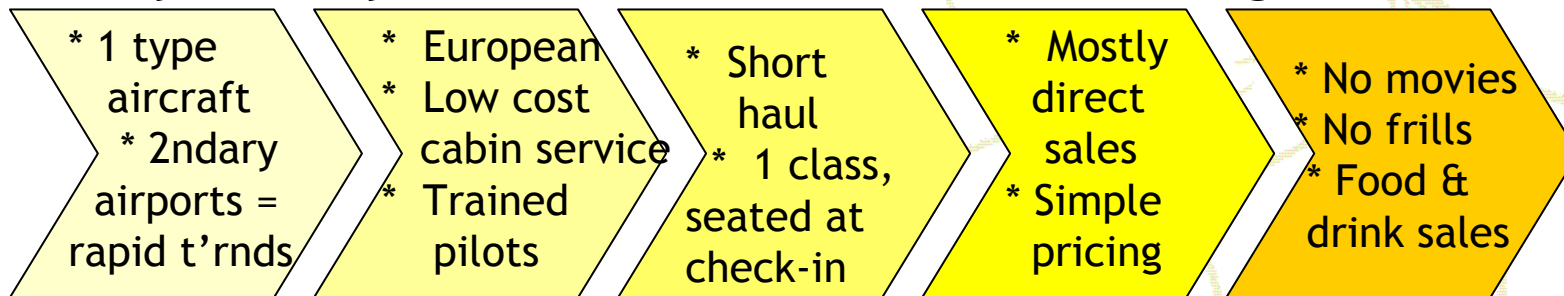 * 1 type
aircraft
* 2ndary
airports =
rapid t'rnds
* European
* Low cost
cabin service
* Trained
pilots
* Short
haul
* 1 class,
seated at
check-in
* Mostly
direct
sales
* Simple
pricing
* No movies
* No frills
* Food &
drink sales